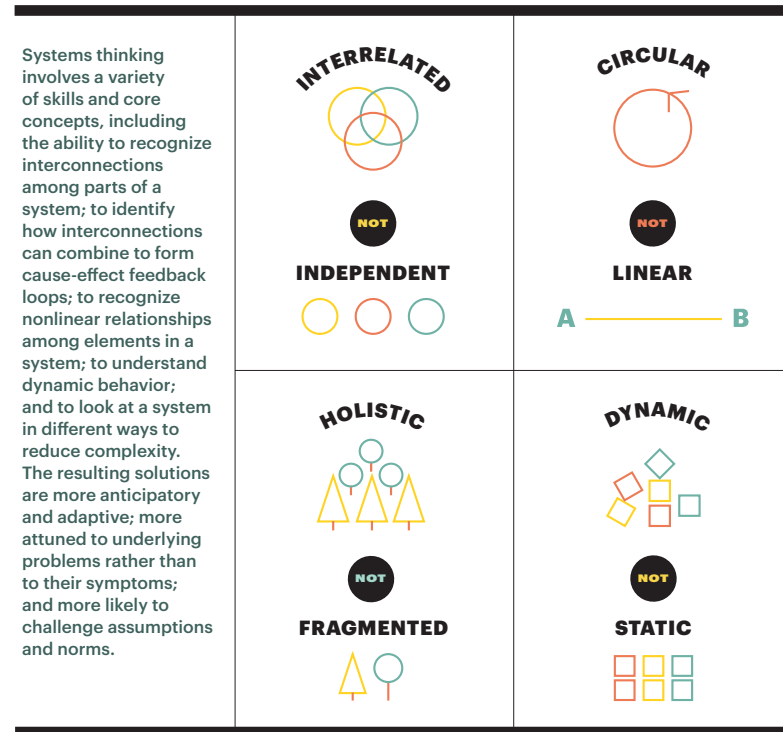 Systems thinking
involves a variety
of skills and core
concepts, including
the ability to recognize
interconnections
among parts of a
system; to identify
how interconnections
can combine to form
cause-effect feedback
loops; to recognize
nonlinear relationships
among elements in a
system; to understand
dynamic behavior;
and to look at a system
in different ways to
reduce complexity.
The resulting solutions
are more anticipatory
and adaptive; more
attuned to underlying
problems rather than
to their symptoms;
and more likely to
challenge assumptions
and norms.
INTERRELATED
NOT
INDEPENDENT
CIRCULAR
NOT
LINEAR
A B
HOLISTIC
NOT
FRAGMENTED
DYNAMIC
NOT
STATIC